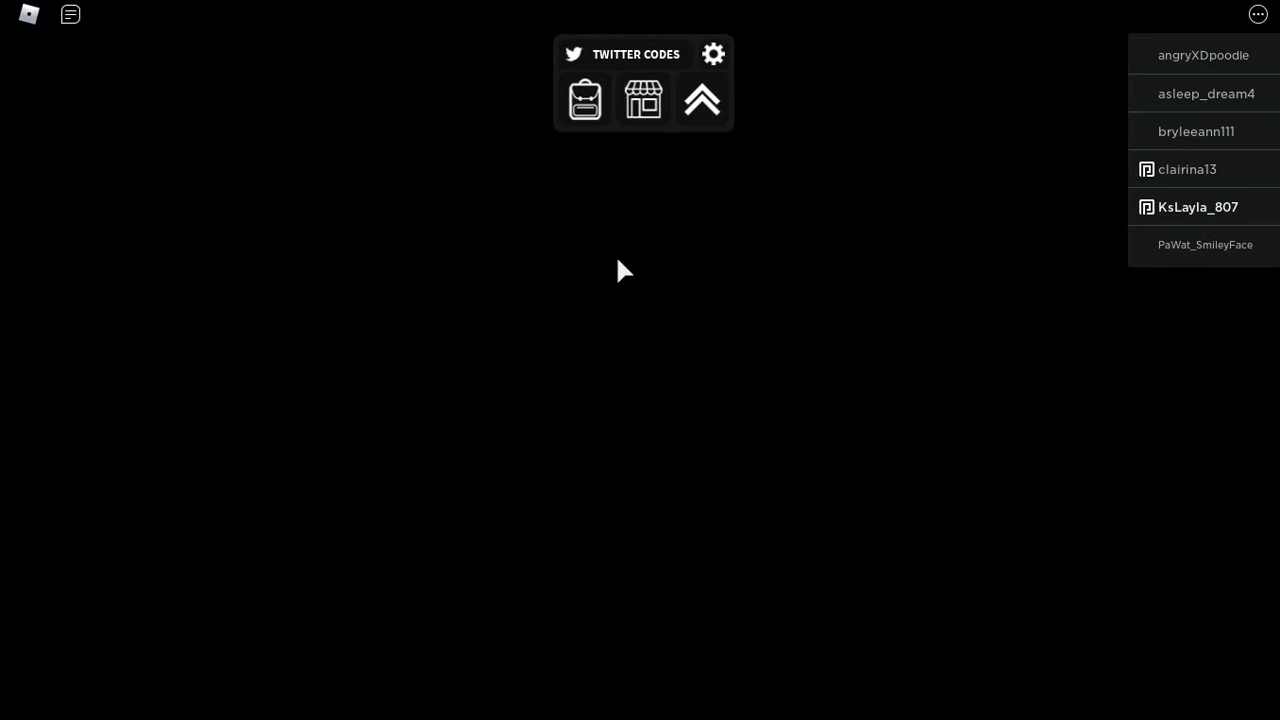 TWITTER CODES
angryXDpoodle
asleep_dream4
bryleeann111
clairina13
KsLayla_807
PaWat_SmileyFace